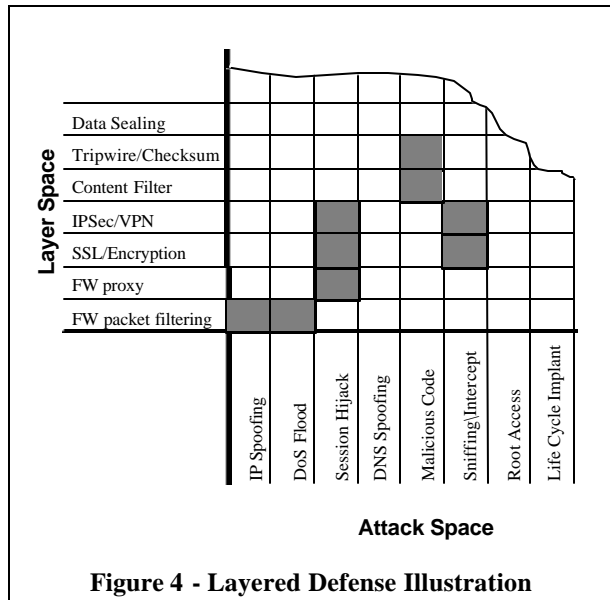 Layer Space
Data Sealing
Tripwire/Checksum
Content Filter
IPSec/VPN
SSL/Encryption
FW proxy
FW packet filtering
IP Spoofing
DoS Flood
Session Hijack
DNS Spoofing
Malicious Code
Sniffing\Intercept
Root Access
Life Cycle Implant
Attack Space
Figure 4 - Layered Defense Illustration